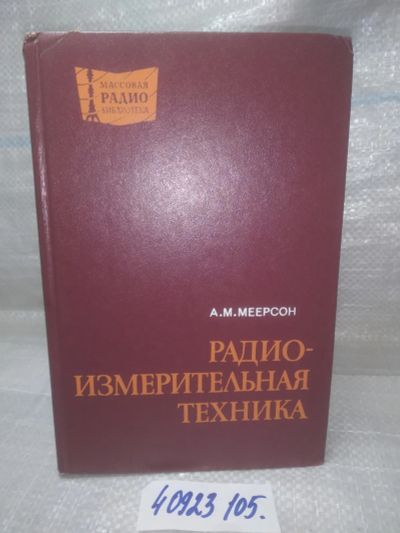 МАССОВАЯ
РАДИО
БИБЛИОТЕКА
А.М.МЕЕРСОН
РАДИО-
ИЗМЕРИТЕЛЬНАЯ
ТЕХНИКА
40923 105.